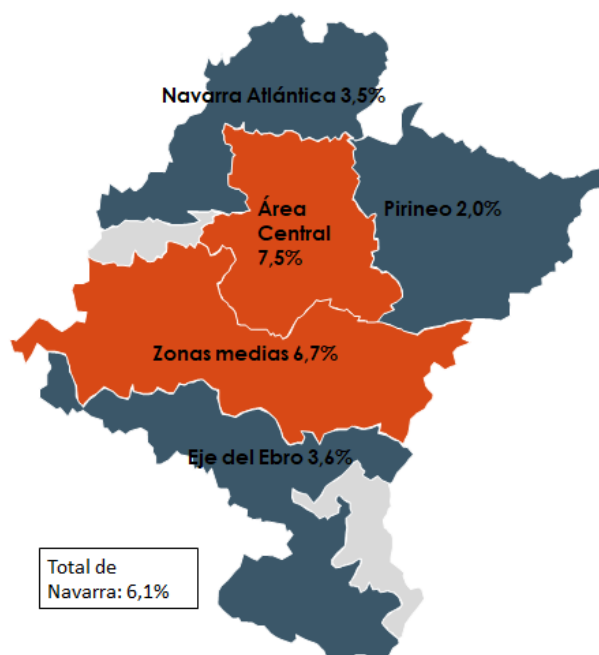 Navarra Atlántica 3,5%
Área
Central
7,5%
Pirineo 2,0%
Zonas medias 6,7%
Eje del Ebro 3,6%
Total de
Navarra: 6,1%